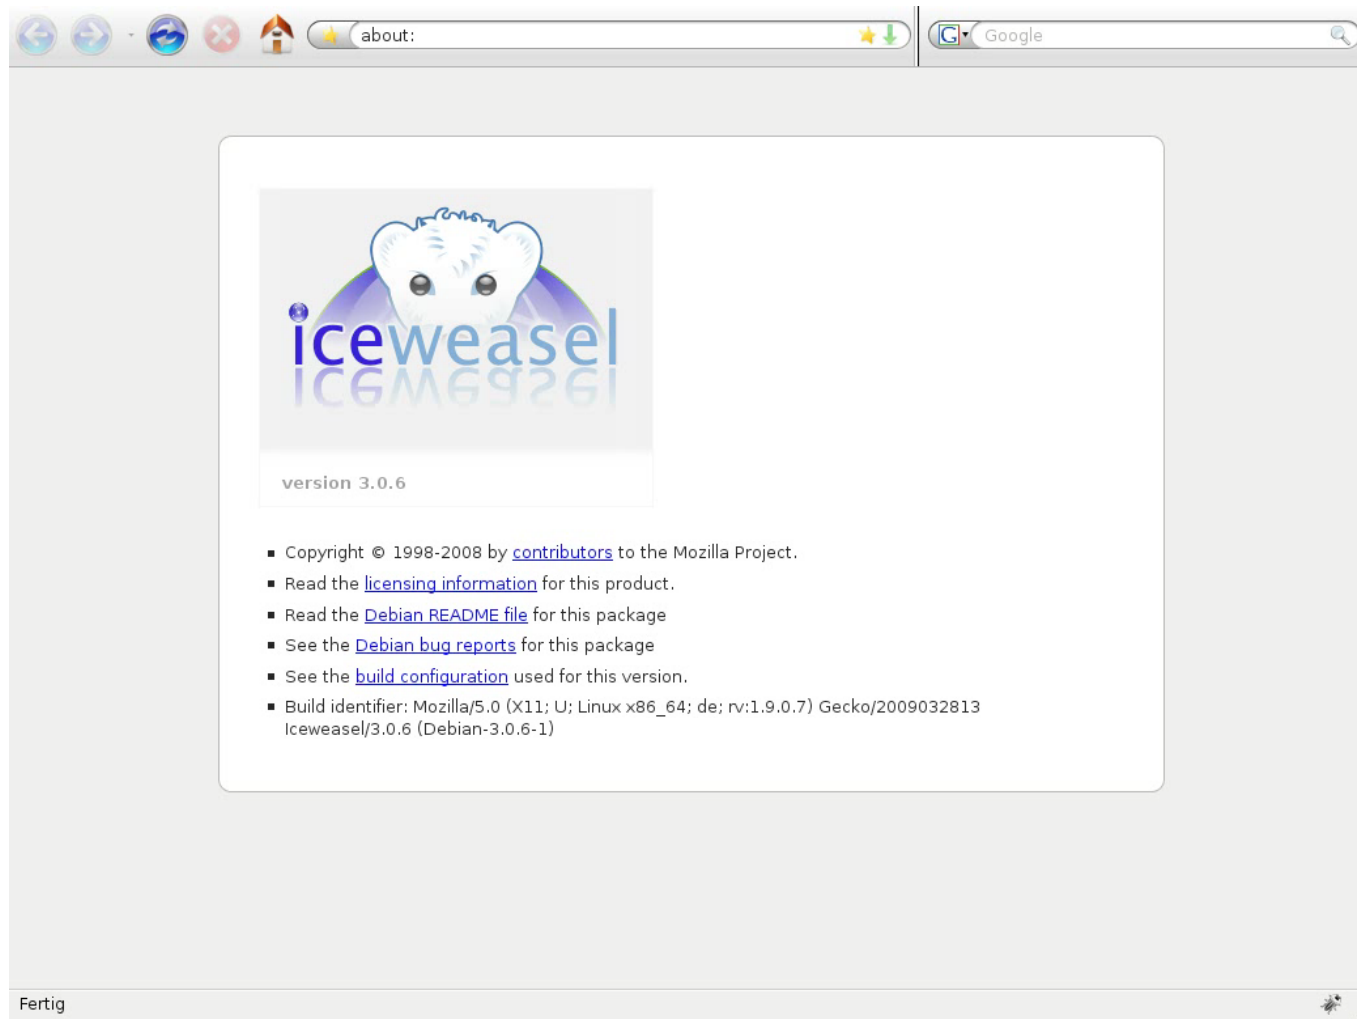 about:
Google
iceweasel
version 3.0.6
Copyright © 1998-2008 by contributors to the Mozilla Project.
Read the licensing information for this product.
Read the Debian README file for this package
See the Debian bug reports for this package
See the build configuration used for this version.
Build identifier: Mozilla/5.0 (X11; U; Linux x86_64; de; rv:1.9.0.7) Gecko/2009032813
Iceweasel/3.0.6 (Debian-3.0.6-1)
Fertig